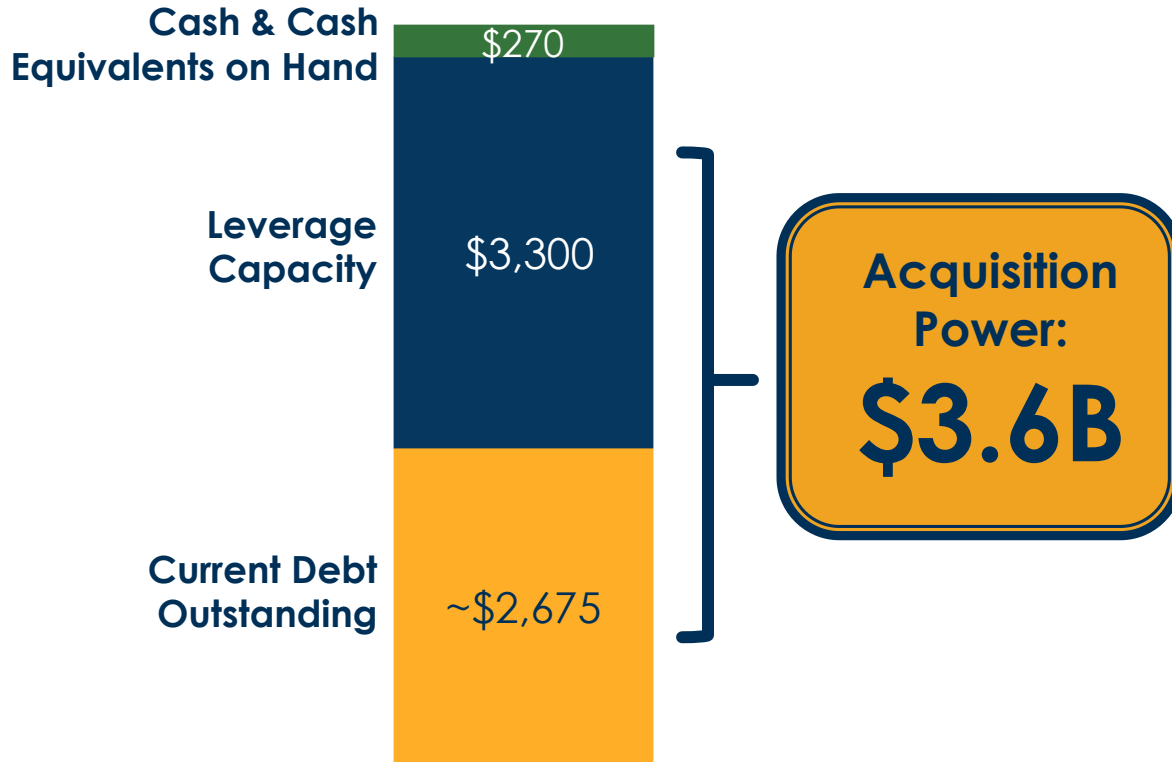 Cash & Cash
Equivalents on Hand
$270
Leverage
Capacity
$3,300
Acquisition
Power:
$3.6B
Current Debt
Outstanding
~$2,675